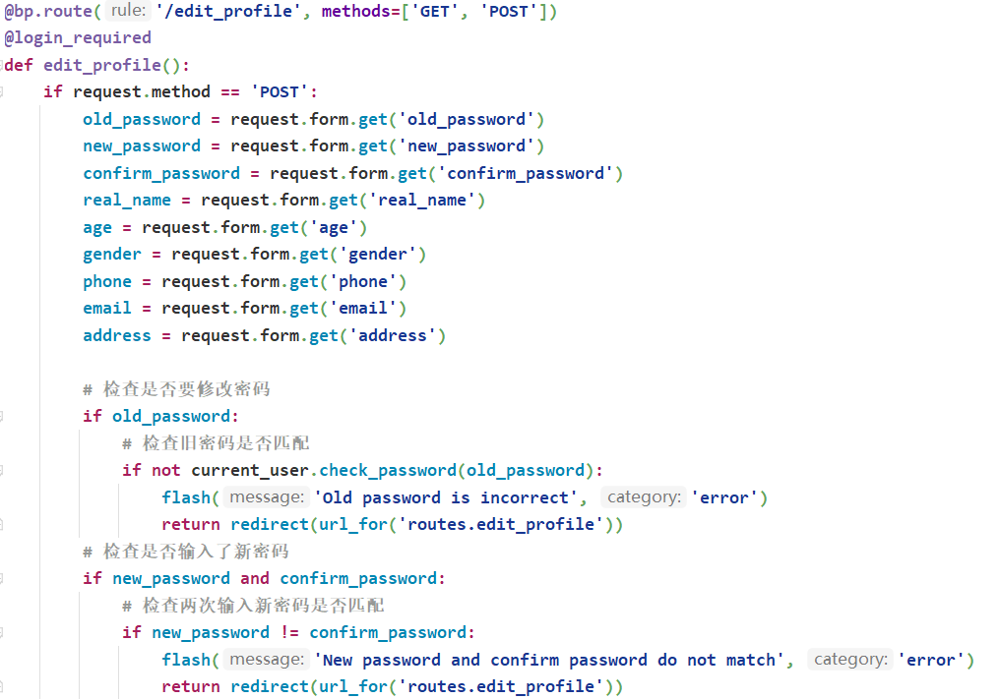 @bp.route( rule: '/edit_profile', methods=['GET', 'POST'])
@login_required
def edit_profile():
    if request.method == 'POST':
        old_password = request.form.get('old_password')
        new_password = request.form.get('new_password')
        confirm_password = request.form.get('confirm_password')
        real_name = request.form.get('real_name')
        age = request.form.get('age')
        gender = request.form.get('gender')
        phone = request.form.get('phone')
        email = request.form.get('email')
        address = request.form.get('address')

        # 检查是否要修改密码
        if old_password:
            # 检查旧密码是否匹配
            if not current_user.check_password(old_password):
                flash( message: 'Old password is incorrect', category: 'error')
                return redirect(url_for('routes.edit_profile'))
        # 检查是否输入了新密码
        if new_password and confirm_password:
            # 检查两次输入新密码是否匹配
            if new_password != confirm_password:
                flash( message: 'New password and confirm password do not match', category: 'error')
                return redirect(url_for('routes.edit_profile'))